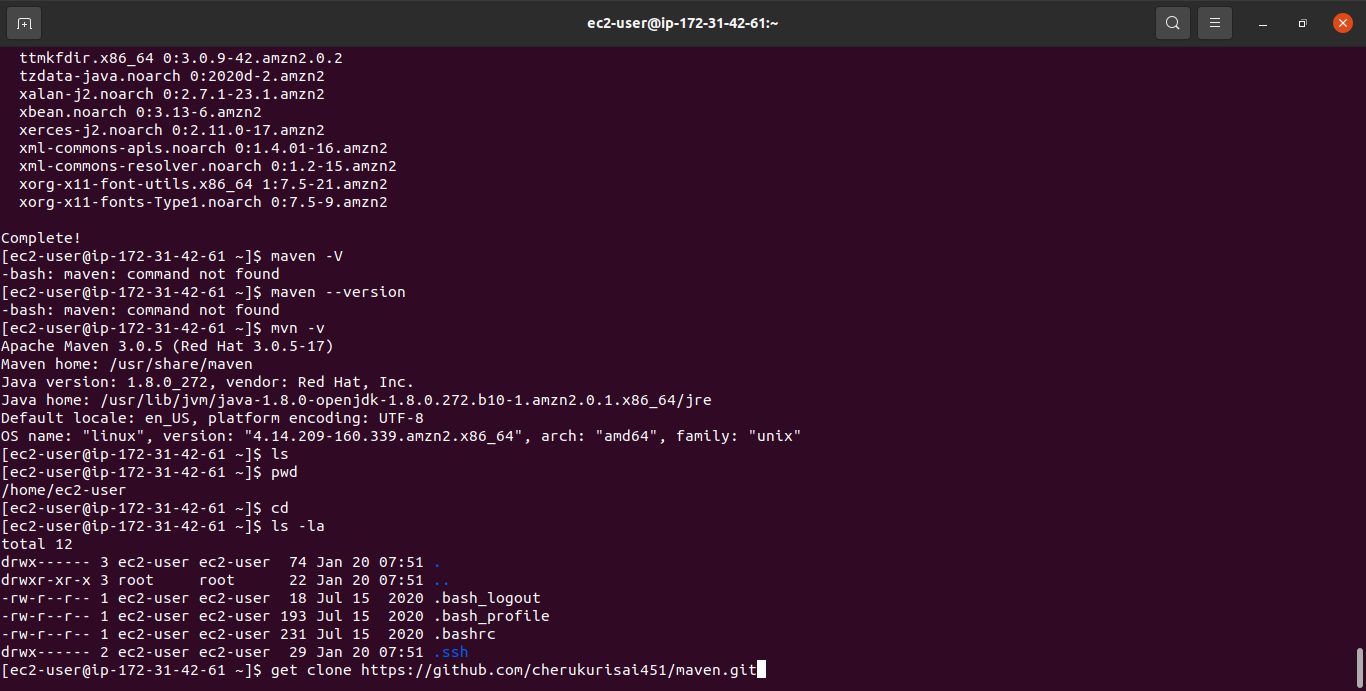 ec2-user@ip-172-31-42-61:~
ttmkfdir.x86_64 0:3.0.9-42.amzn2.0.2
tzdata-java.noarch 0:2020d-2.amzn2
xalan-j2.noarch 0:2.7.1-23.1.amzn2
xbean.noarch 0:3.13-6.amzn2
xerces-j2.noarch 0:2.11.0-17.amzn2
xml-commons-apis.noarch 0:1.4.01-16.amzn2
xml-commons-resolver.noarch 0:1.2-15.amzn2
xorg-x11-font-utils.x86_64 1:7.5-21.amzn2
xorg-x11-fonts-Type1.noarch 0:7.5-9.amzn2
Complete!
[ec2-user@ip-172-31-42-61 ~]$ maven -V
-bash: maven: command not found
[ec2-user@ip-172-31-42-61 ~]$ maven --version
-bash: maven: command not found
[ec2-user@ip-172-31-42-61 ~]$ mvn -v
Apache Maven 3.0.5 (Red Hat 3.0.5-17)
Maven home: /usr/share/maven
Java version: 1.8.0_272, vendor: Red Hat, Inc.
Java home: /usr/lib/jvm/java-1.8.0-openjdk-1.8.0.272.b10-1.amzn2.0.1.x86_64/jre
Default locale: en_US, platform encoding: UTF-8
OS name: "linux", version: "4.14.209-160.339.amzn2.x86_64", arch: "amd64", family: "unix"
[ec2-user@ip-172-31-42-61 ~]$ ls
[ec2-user@ip-172-31-42-61 ~]$ pwd
/home/ec2-user
[ec2-user@ip-172-31-42-61 ~]$ cd
[ec2-user@ip-172-31-42-61 ~]$ ls -la
total 12
drwx------ 3 ec2-user ec2-user  74 Jan 20 07:51 .
drwxr-xr-x 3 root     root      22 Jan 20 07:51 ..
-rw-r--r-- 1 ec2-user ec2-user  18 Jul 15  2020 .bash_logout
-rw-r--r-- 1 ec2-user ec2-user 193 Jul 15  2020 .bash_profile
-rw-r--r-- 1 ec2-user ec2-user 231 Jul 15  2020 .bashrc
drwx------ 2 ec2-user ec2-user  29 Jan 20 07:51 .ssh
[ec2-user@ip-172-31-42-61 ~]$ get clone https://github.com/cherukurisai451/maven.git